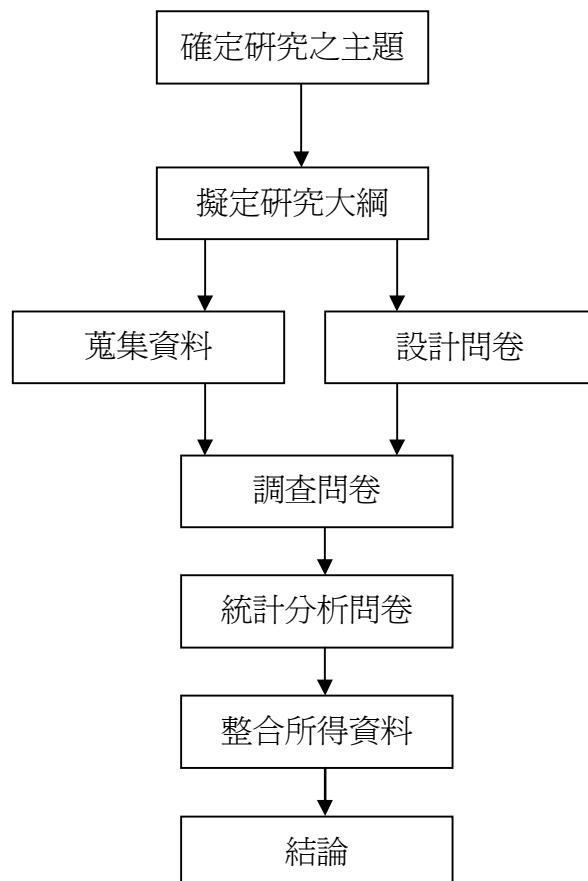 確定研究之主題
擬定研究大綱
蒐集資料
設計問卷
調查問卷
統計分析問卷
整合所得資料
結論